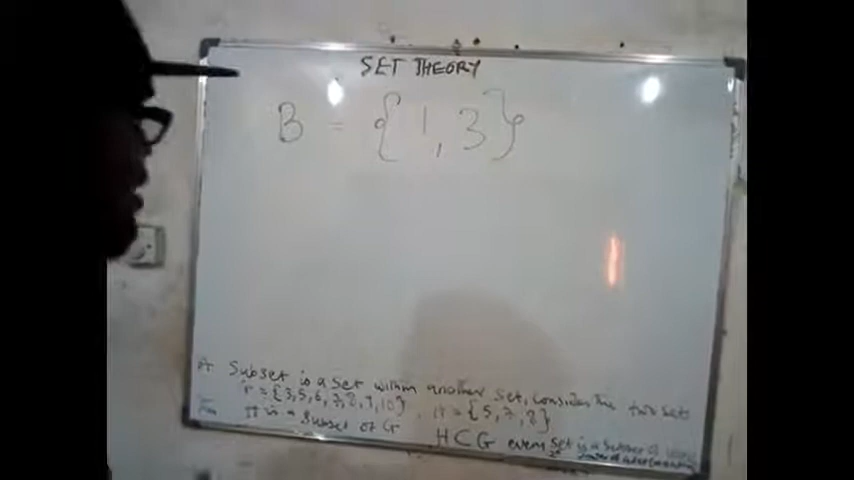 SET THEORY
B = { 1, 3 }
A Subset is a set within another set, consider the two sets
= {3,5,6,7,8,9,10}, H = {5,7,8}
H is a Subset of G H C G even set is a subset of